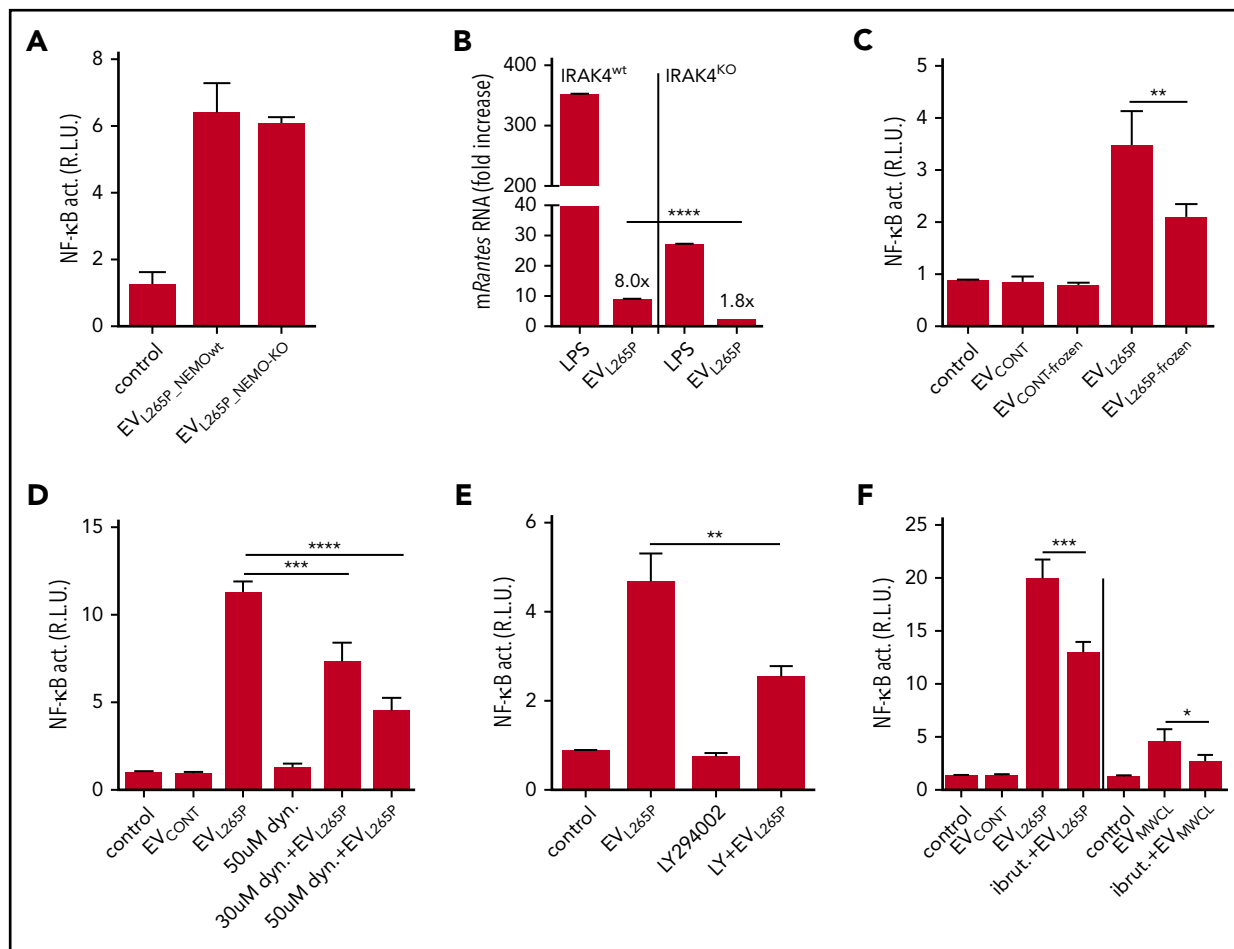 A
NF-κB act. (R.L.U.)
8
6
4
2
0
control
EVL265P_NEMOwt
EVL265P_NEMO-KO
B
mRantes RNA (fold increase)
400
300
200
40
30
20
10
0
IRAK4wt
IRAK4KO
****
8.0x
1.8x
LPS
EVL265P
LPS
EVL265P
C
NF-κB act. (R.L.U.)
5
4
3
2
1
0
**
control
EVCONT
EVCONT-frozen
EVL265P
EVL265P-frozen
D
NF-κB act. (R.L.U.)
15
10
5
0
****
***
control
EVCONT
EVL265P
50uM dyn.
30uM dyn.+EVL265P
50uM dyn.+EVL265P
E
NF-κB act. (R.L.U.)
6
4
2
0
**
control
EVL265P
LY294002
LY+EVL265P
F
NF-κB act. (R.L.U.)
25
20
15
10
5
0
***
*
control
EVCONT
EVL265P
ibrut.+EVL265P
control
EVMWCL
ibrut.+EVMWCL